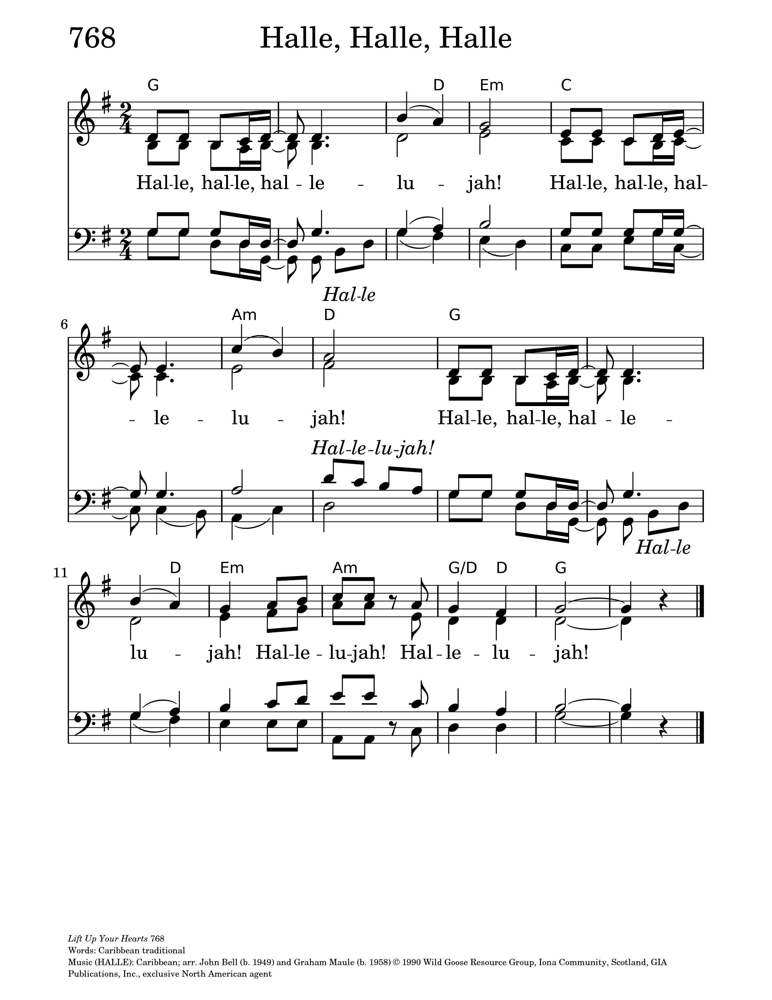 768 Halle, Halle, Halle
G D Em C
2 4
Hal - le, hal - le, hal - le - lu - jah! Hal - le, hal - le, hal -
2 4
Hal - le
6 Am D G
- le - lu - jah! Hal - le, hal - le, hal - le -
Hal - le - lu - jah!
Hal - le
11 D Em Am G/D D G
lu - jah! Hal - le - lu - jah! Hal - le - lu - jah!
Lift Up Your Hearts 768
Words: Caribbean traditional
Music (HALLE): Caribbean; arr. John Bell (b. 1949) and Graham Maule (b. 1958) © 1990 Wild Goose Resource Group, Iona Community, Scotland, GIA
Publications, Inc., exclusive North American agent